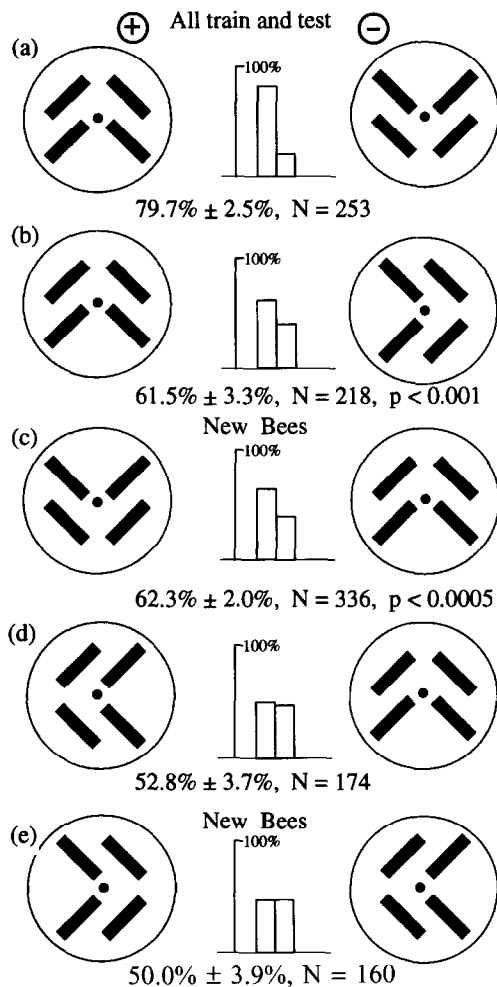 + All train and test −
(a)
100%
79.7% ± 2.5%, N = 253
(b)
100%
61.5% ± 3.3%, N = 218, p < 0.001
New Bees
(c)
100%
62.3% ± 2.0%, N = 336, p < 0.0005
(d)
100%
52.8% ± 3.7%, N = 174
New Bees
(e)
100%
50.0% ± 3.9%, N = 160